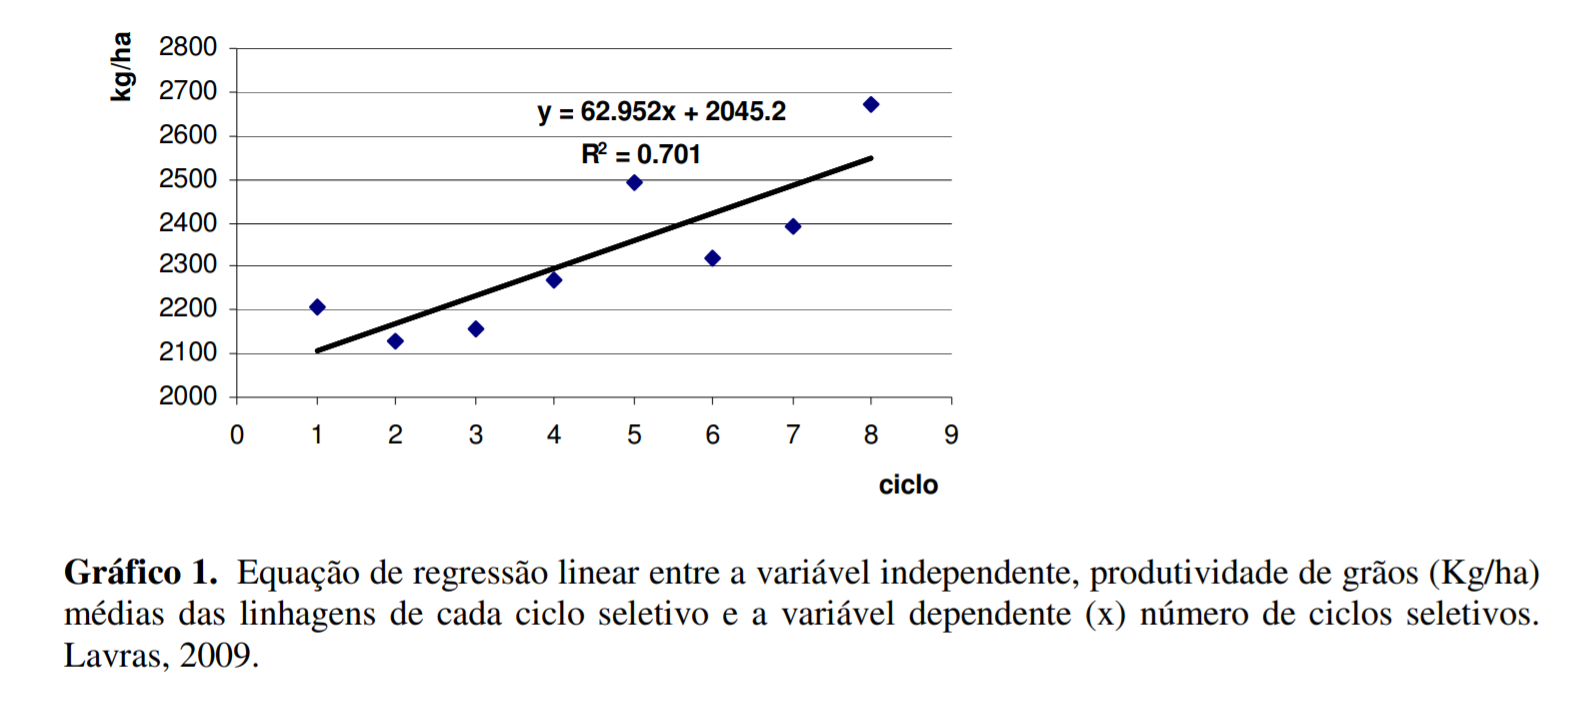 kg/ha
2800
2700
2600
2500
2400
2300
2200
2100
2000
y = 62.952x + 2045.2
R² = 0.701
0 1 2 3 4 5 6 7 8 9
ciclo
Gráfico 1. Equação de regressão linear entre a variável independente, produtividade de grãos (Kg/ha)
médias das linhagens de cada ciclo seletivo e a variável dependente (x) número de ciclos seletivos.
Lavras, 2009.